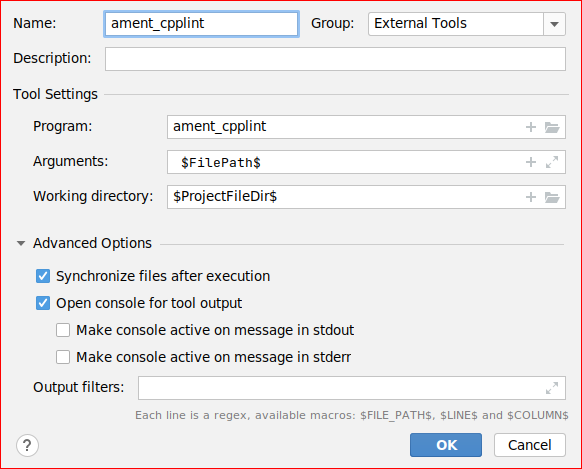 Name: ament_cpplint Group: External Tools
Description:
Tool Settings
Program: ament_cpplint
Arguments: $FilePath$
Working directory: $ProjectFileDir$
Advanced Options
Synchronize files after execution
Open console for tool output
Make console active on message in stdout
Make console active on message in stderr
Output filters:
Each line is a regex, available macros: $FILE_PATH$, $LINE$ and $COLUMN$
? OK Cancel